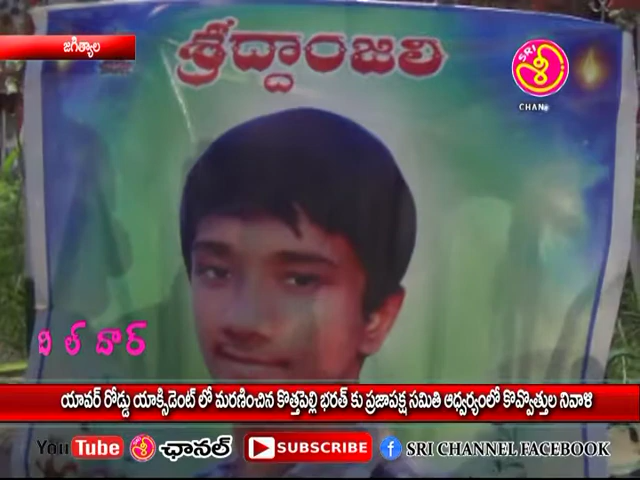 జగిత్యాల
శ్రద్ధాంజలి
SRI
శ్రీ
CHAN
దిల్ దార్
యావర్ రోడ్డు యాక్సిడెంట్ లో మరణించిన కొత్తపెల్లి భరత్ కు ప్రజాపక్ష సమితి ఆధ్వర్యంలో కొవ్వొత్తుల నివాళి
YouTube శ్రీ ఛానల్ SUBSCRIBE f SRI CHANNEL FACEBOOK